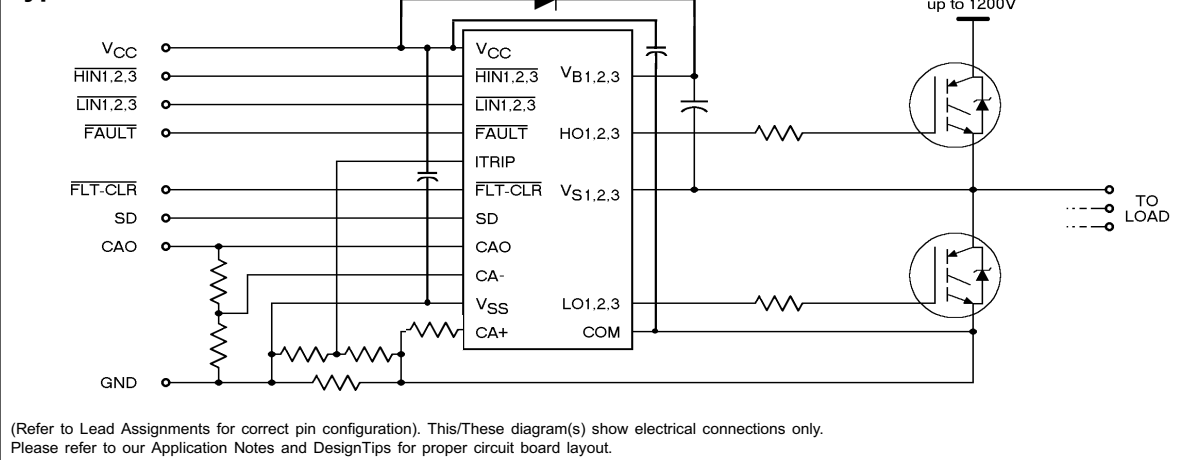 up to 1200V
VCC
HIN1,2,3
LIN1,2,3
FAULT
FLT-CLR
SD
CAO
GND
VCC
HIN1,2,3
LIN1,2,3
FAULT
ITRIP
FLT-CLR
SD
CAO
CA-
VSS
CA+
VB1,2,3
HO1,2,3
VS1,2,3
LO1,2,3
COM
TO
LOAD
(Refer to Lead Assignments for correct pin configuration). This/These diagram(s) show electrical connections only.
Please refer to our Application Notes and DesignTips for proper circuit board layout.